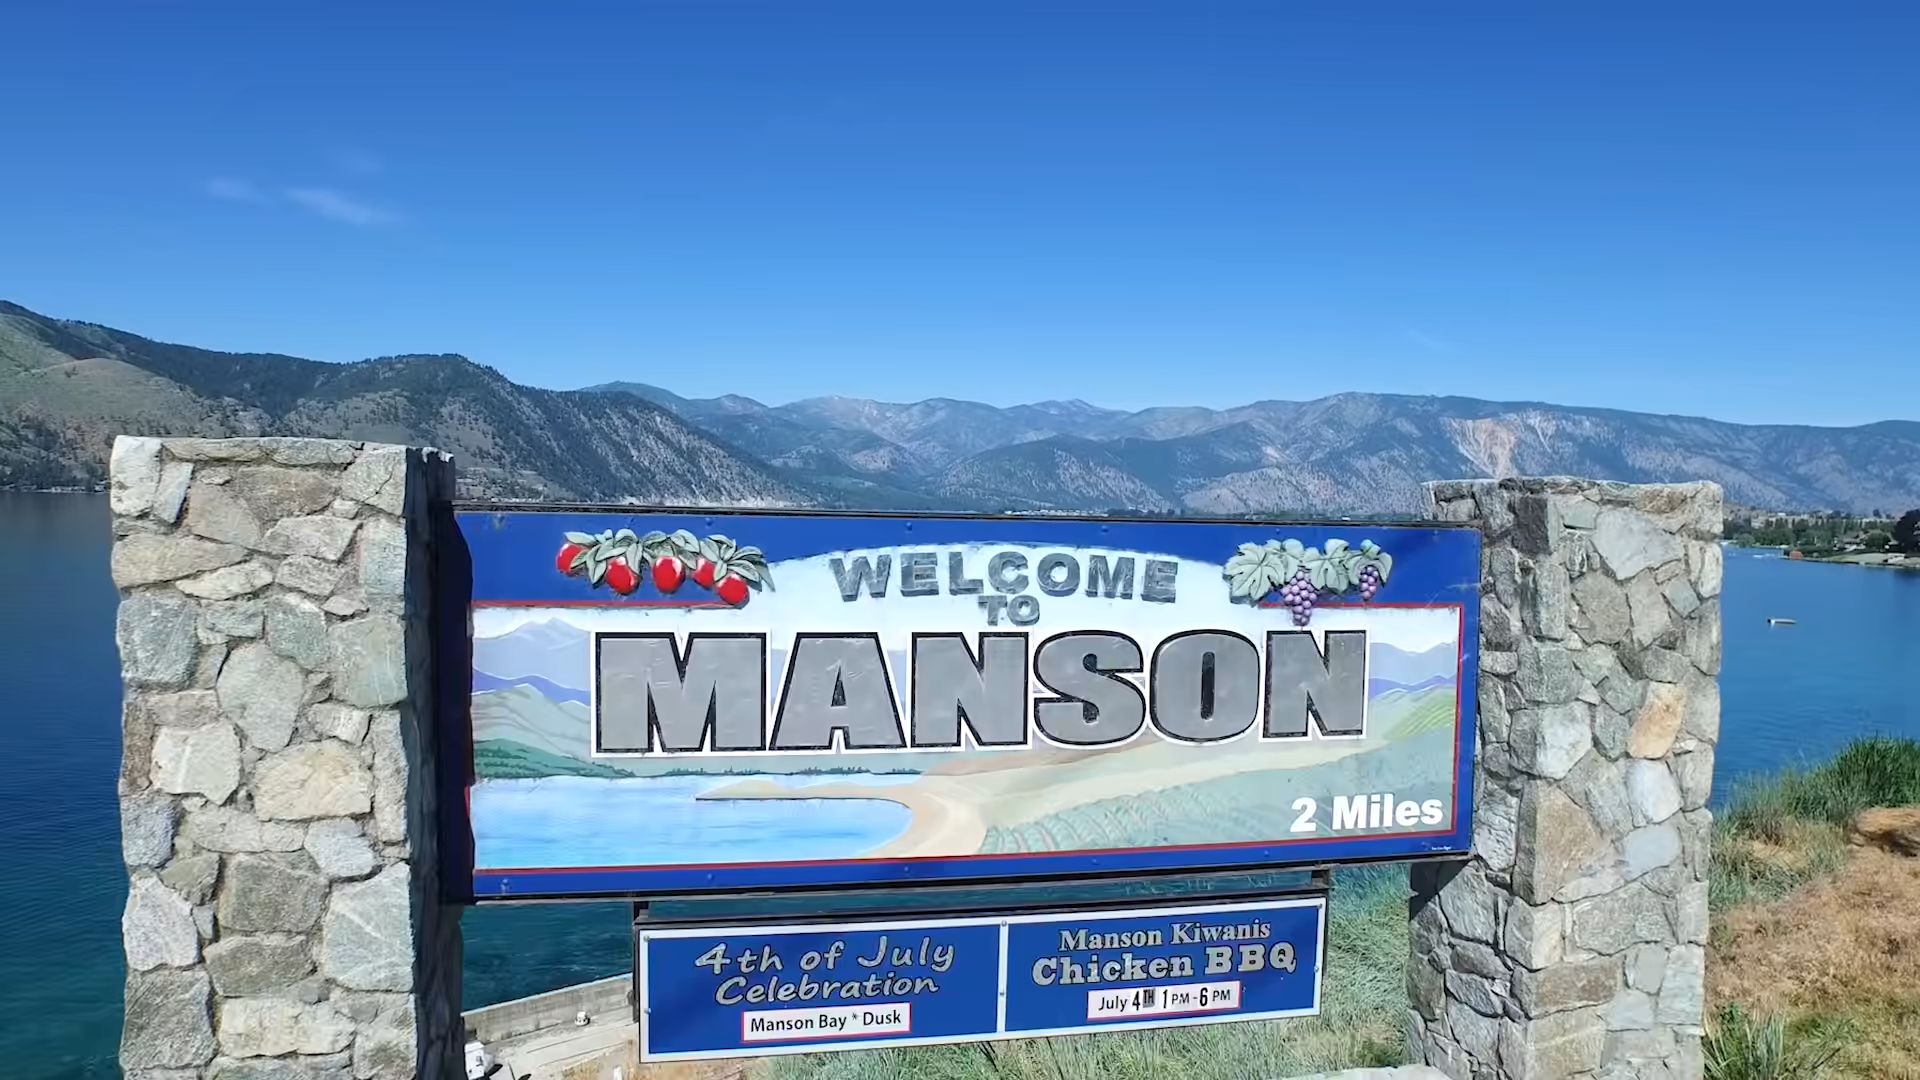 WELCOME
TO
MANSON
2 Miles
4th of July
Celebration
Manson Bay * Dusk
Manson Kiwanis
Chicken BBQ
July 4TH 1PM-6PM